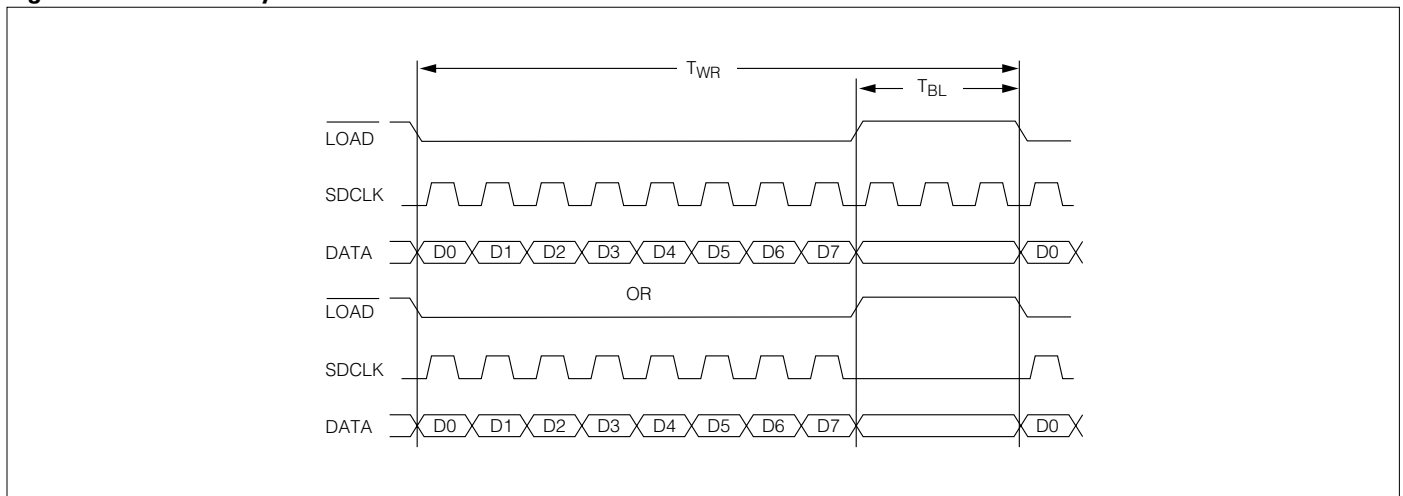 TWR
TBL
LOAD
SDCLK
DATA D0 D1 D2 D3 D4 D5 D6 D7 D0
OR
LOAD
SDCLK
DATA D0 D1 D2 D3 D4 D5 D6 D7 D0